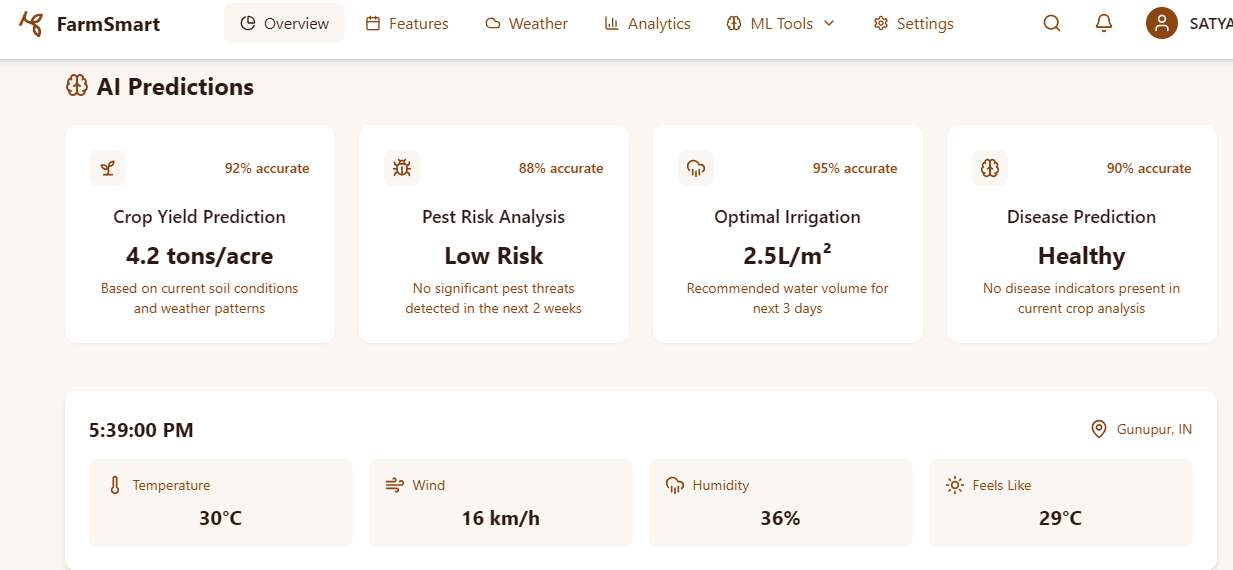 FarmSmart Overview Features Weather Analytics ML Tools Settings SATYA
AI Predictions
92% accurate
Crop Yield Prediction
4.2 tons/acre
Based on current soil conditions
and weather patterns
88% accurate
Pest Risk Analysis
Low Risk
No significant pest threats
detected in the next 2 weeks
95% accurate
Optimal Irrigation
2.5L/m²
Recommended water volume for
next 3 days
90% accurate
Disease Prediction
Healthy
No disease indicators present in
current crop analysis
5:39:00 PM
Gunupur, IN
Temperature
30°C
Wind
16 km/h
Humidity
36%
Feels Like
29°C